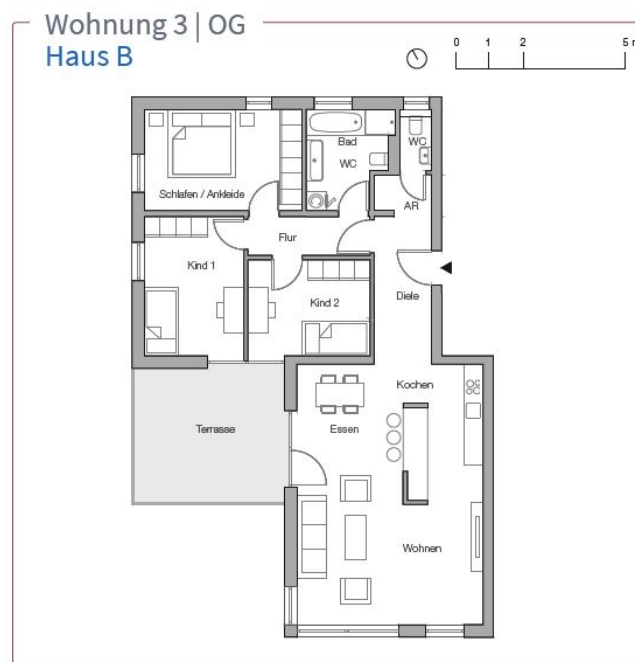 Wohnung 3 | OG
Haus B
0 1 2 5 m
Bad
WC
WC
Schlafen / Ankleide
AR
Flur
Kind 1
Kind 2
Diele
Kochen
Terrasse
Essen
Wohnen